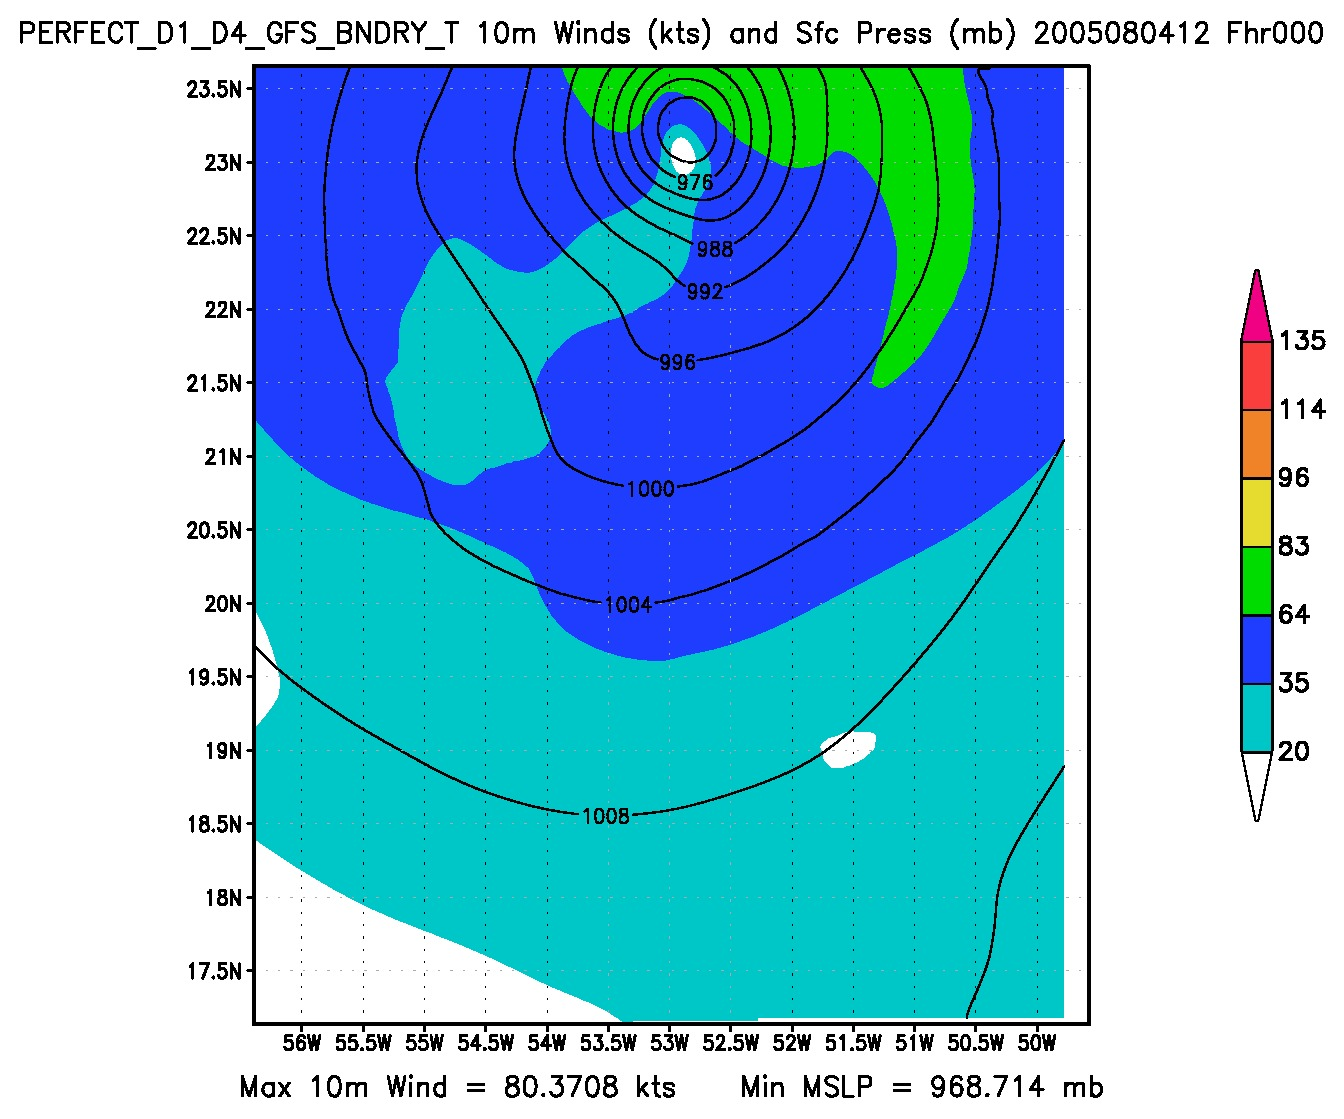 PERFECT_D1_D4_GFS_BNDRY_T 10m Winds (kts) and Sfc Press (mb) 2005080412 Fhr000
23.5N
23N
22.5N
22N
21.5N
21N
20.5N
20N
19.5N
19N
18.5N
18N
17.5N
976
988
992
996
1000
1004
1008
135
114
96
83
64
35
20
56W 55.5W 55W 54.5W 54W 53.5W 53W 52.5W 52W 51.5W 51W 50.5W 50W
Max 10m Wind = 80.3708 kts Min MSLP = 968.714 mb